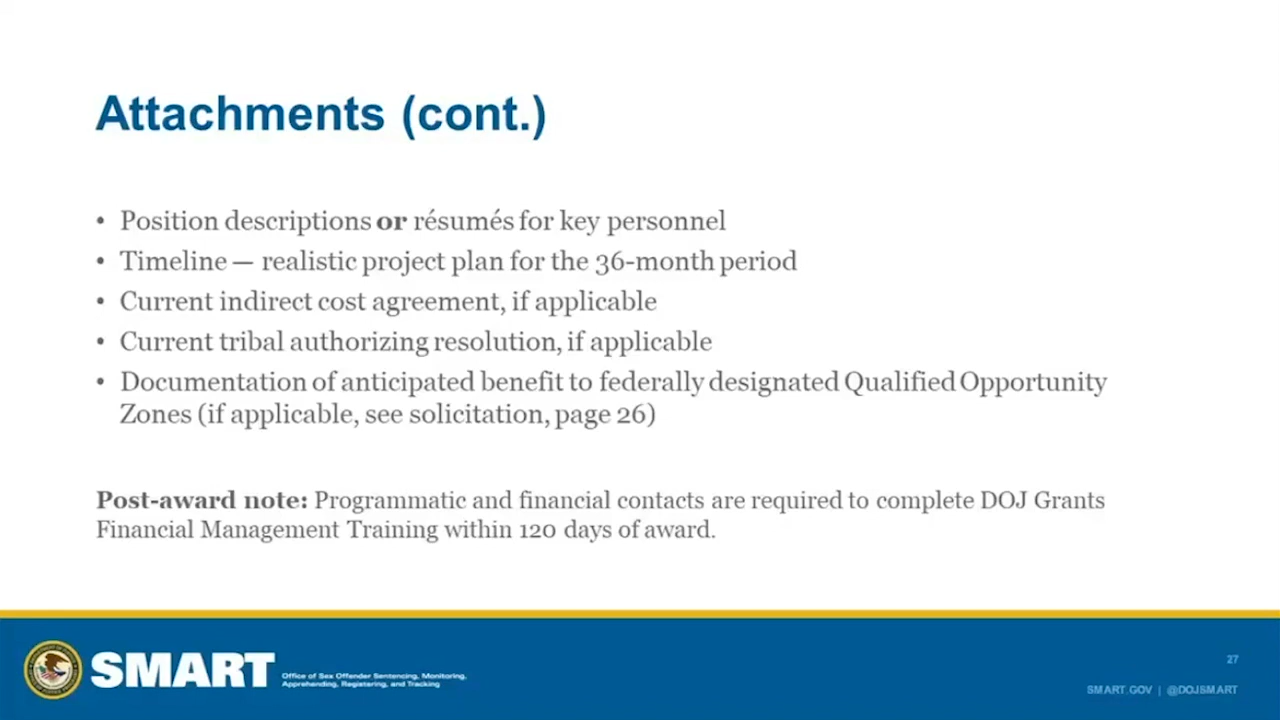 Attachments (cont.)
• Position descriptions or résumés for key personnel
• Timeline — realistic project plan for the 36-month period
• Current indirect cost agreement, if applicable
• Current tribal authorizing resolution, if applicable
• Documentation of anticipated benefit to federally designated Qualified Opportunity
Zones (if applicable, see solicitation, page 26)
Post-award note: Programmatic and financial contacts are required to complete DOJ Grants
Financial Management Training within 120 days of award.
SMART
Office of Sex Offender Sentencing, Monitoring,
Apprehending, Registering, and Tracking
27
SMART.GOV | @DOJSMART